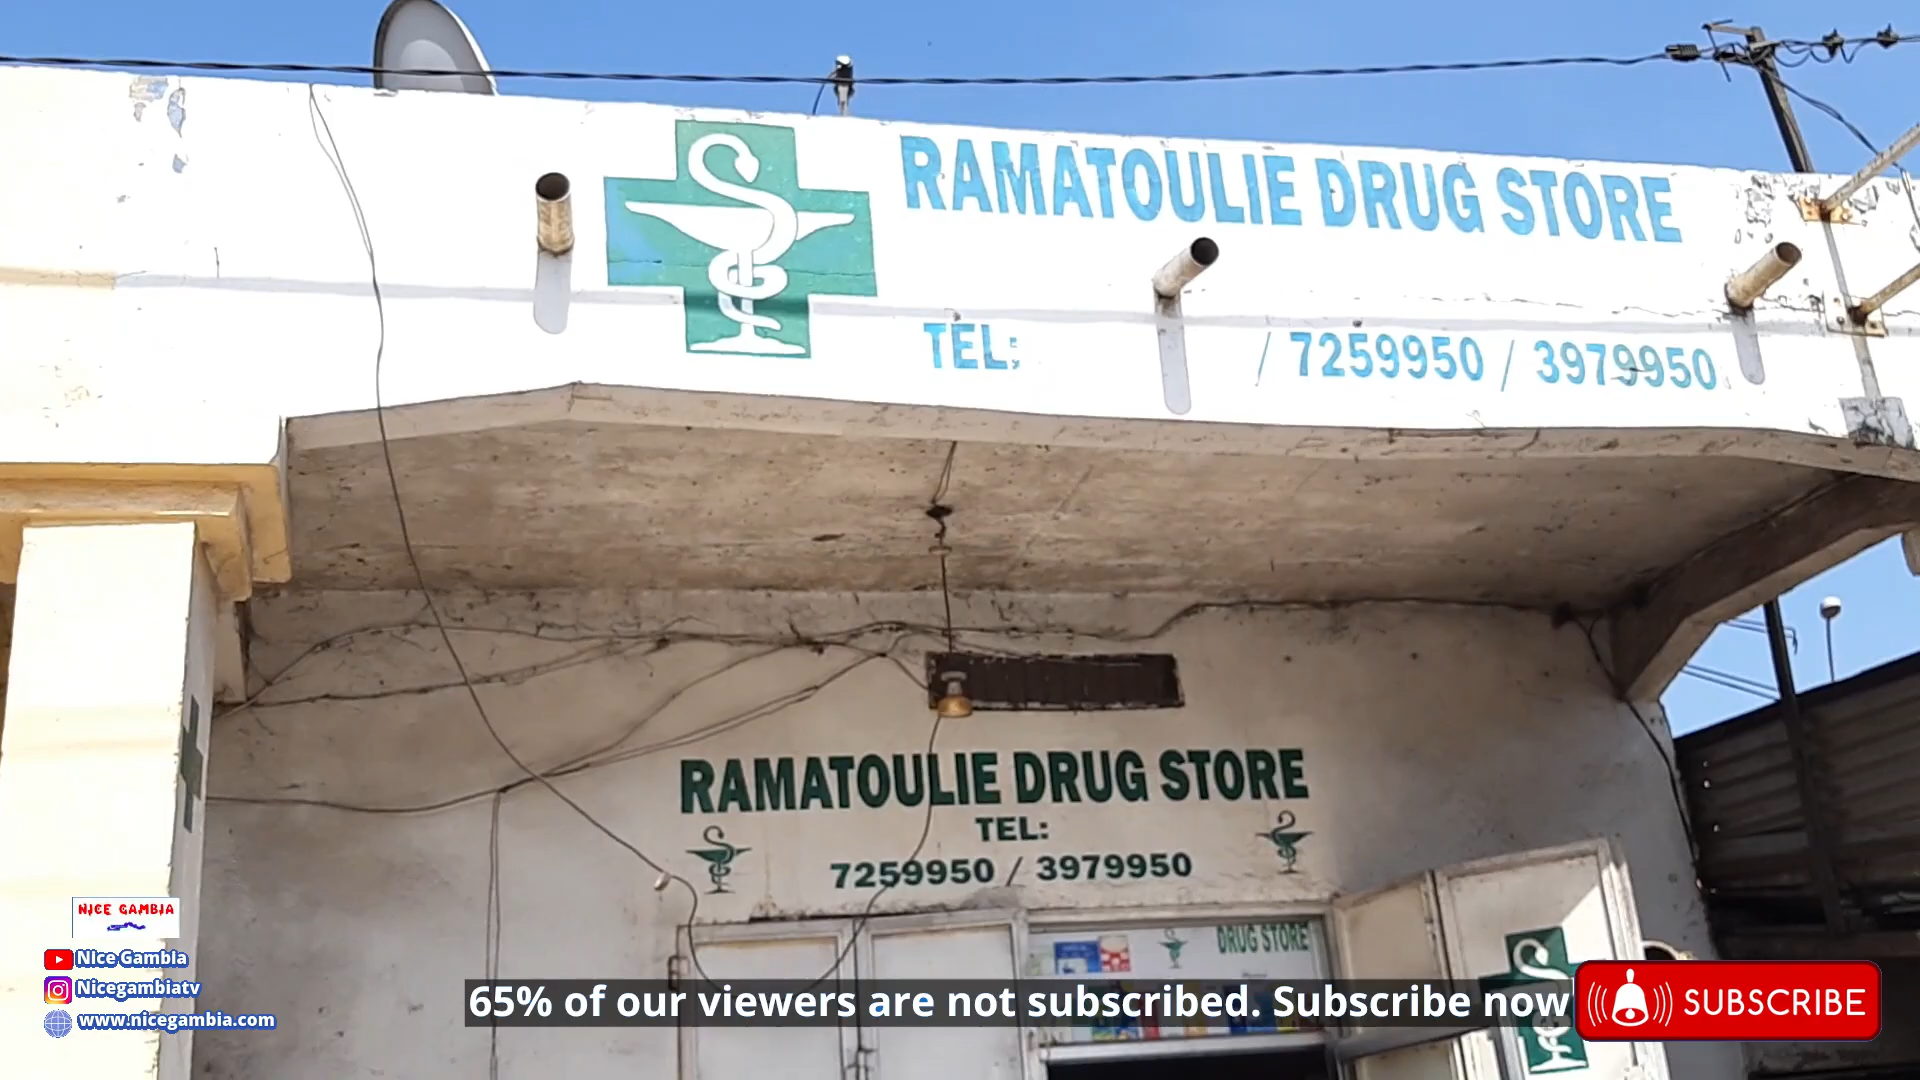 RAMATOULIE DRUG STORE
TEL: / 7259950 / 3979950
RAMATOULIE DRUG STORE
TEL:
7259950 / 3979950
DRUG STORE
NICE GAMBIA
Nice Gambia
Nicegambiatv
www.nicegambia.com
65% of our viewers are not subscribed. Subscribe now
SUBSCRIBE